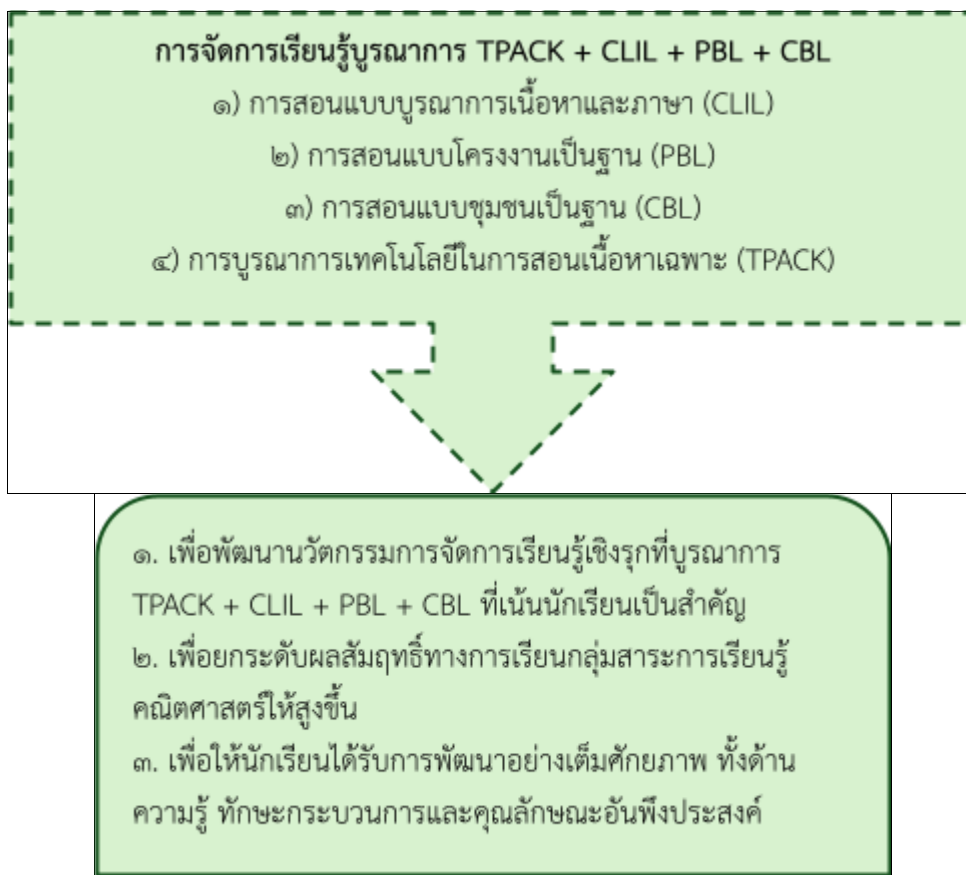 การจัดการเรียนรู้บูรณาการ TPACK + CLIL + PBL + CBL
๑) การสอนแบบบูรณาการเนื้อหาและภาษา (CLIL)
๒) การสอนแบบโครงงานเป็นฐาน (PBL)
๓) การสอนแบบชุมชนเป็นฐาน (CBL)
๔) การบูรณาการเทคโนโลยีในการสอนเนื้อหาเฉพาะ (TPACK)
๑. เพื่อพัฒนานวัตกรรมการจัดการเรียนรู้เชิงรุกที่บูรณาการ
TPACK + CLIL + PBL + CBL ที่เน้นนักเรียนเป็นสำคัญ
๒. เพื่อยกระดับผลสัมฤทธิ์ทางการเรียนกลุ่มสาระการเรียนรู้
คณิตศาสตร์ให้สูงขึ้น
๓. เพื่อให้นักเรียนได้รับการพัฒนาอย่างเต็มศักยภาพ ทั้งด้าน
ความรู้ ทักษะกระบวนการและคุณลักษณะอันพึงประสงค์